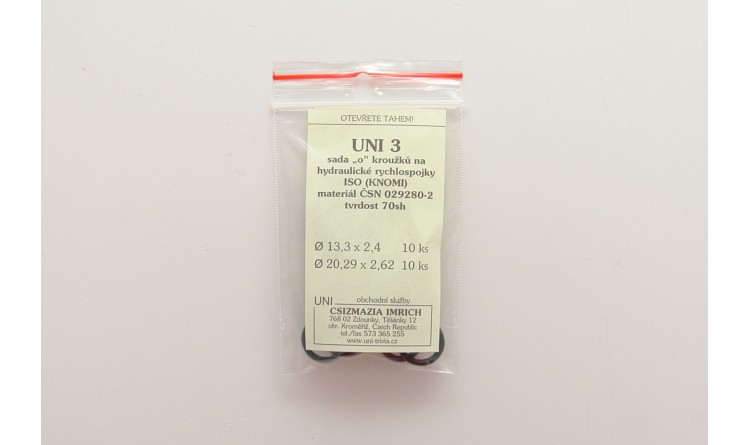 OTEVŘETE TAHEM!
UNI 3
sada „o" kroužků na
hydraulické rychlospojky
ISO (KNOMI)
materiál ČSN 029280-2
tvrdost 70sh
Ø 13,3 x 2,4 10 ks
Ø 20,29 x 2,62 10 ks
UNI obchodní služby
CSIZMAZIA IMRICH
768 02 Zdounky, Těšánky 12
okr. Kroměříž, Czech Republic
tel./fax 573 365 255
www.uni-trivia.cz